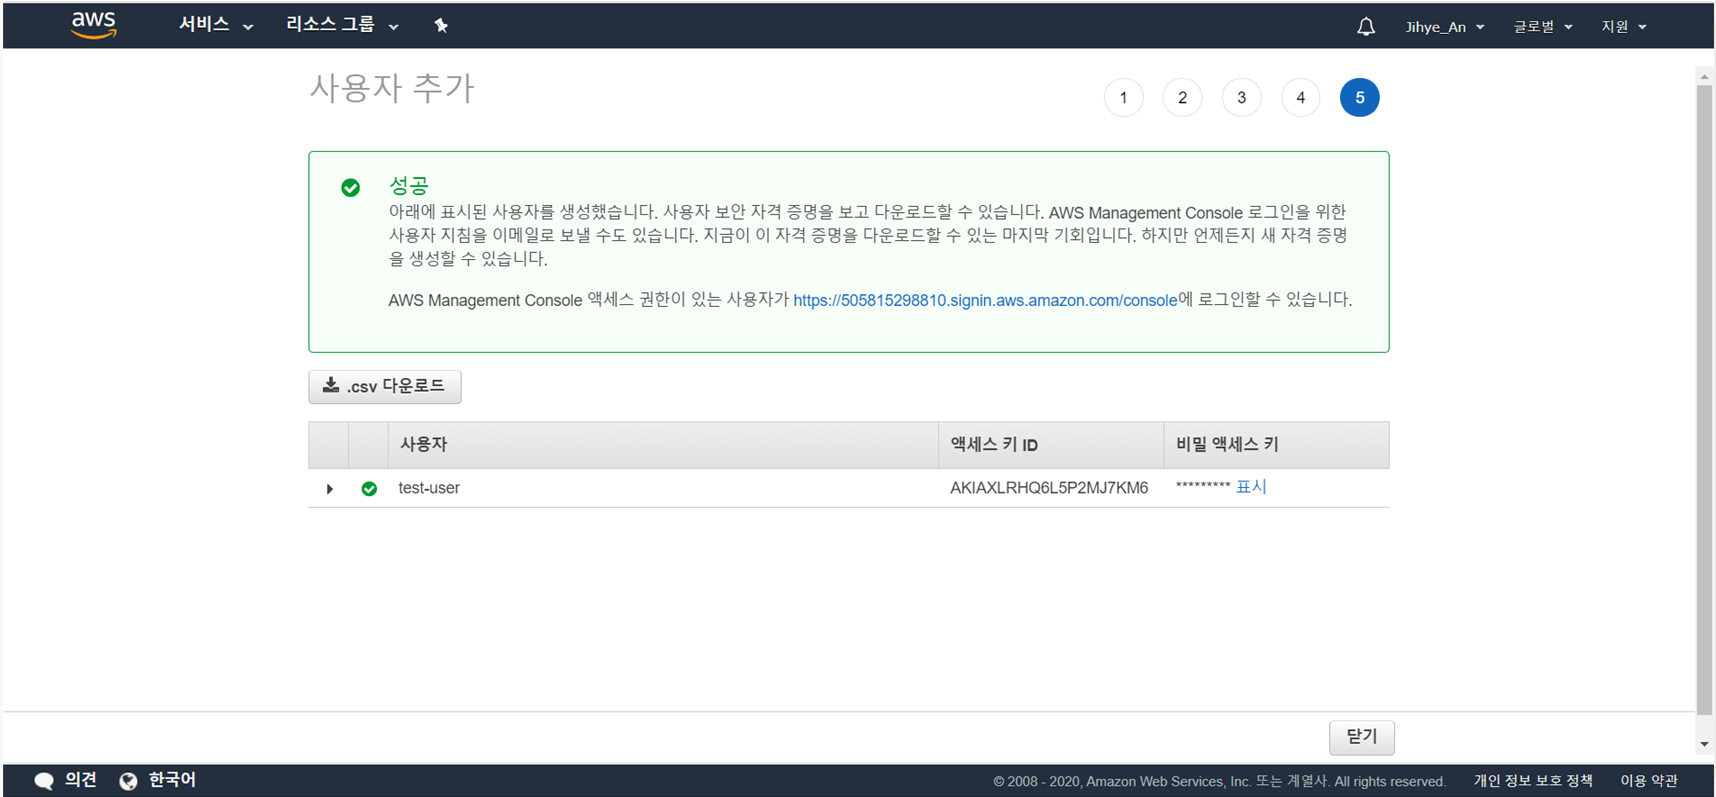 aws 서비스 리소스 그룹 Jihye_An 글로벌 지원
사용자 추가
1 2 3 4 5
성공
아래에 표시된 사용자를 생성했습니다. 사용자 보안 자격 증명을 보고 다운로드할 수 있습니다. AWS Management Console 로그인을 위한
사용자 지침을 이메일로 보낼 수도 있습니다. 지금이 이 자격 증명을 다운로드할 수 있는 마지막 기회입니다. 하지만 언제든지 새 자격 증명
을 생성할 수 있습니다.
AWS Management Console 액세스 권한이 있는 사용자가 https://505815298810.signin.aws.amazon.com/console에 로그인할 수 있습니다.
.csv 다운로드
사용자 액세스 키 ID 비밀 액세스 키
test-user AKIAXLRHQ6L5P2MJ7KM6 ********* 표시
닫기
의견 한국어 © 2008 - 2020, Amazon Web Services, Inc. 또는 계열사. All rights reserved. 개인 정보 보호 정책 이용 약관